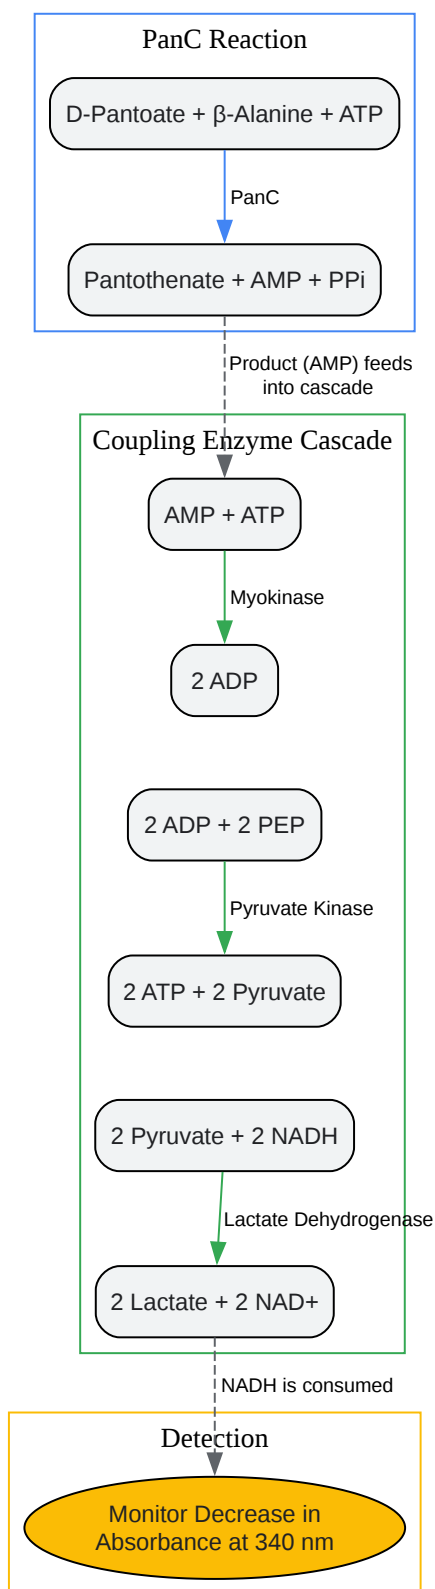 PanC Reaction
D-Pantoate + β-Alanine + ATP
PanC
Pantothenate + AMP + PPi
Product (AMP) feeds
into cascade
Coupling Enzyme Cascade
AMP + ATP
Myokinase
2 ADP
2 ADP + 2 PEP
Pyruvate Kinase
2 ATP + 2 Pyruvate
2 Pyruvate + 2 NADH
Lactate Dehydrogenase
2 Lactate + 2 NAD+
NADH is consumed
Detection
Monitor Decrease in
Absorbance at 340 nm